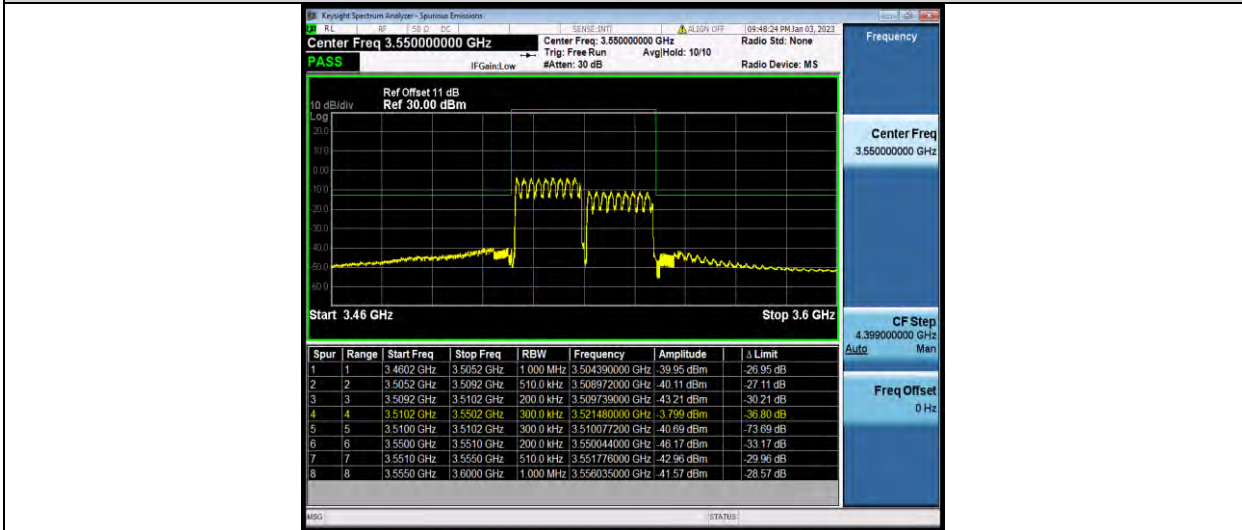 Keysight Spectrum Analyzer - Spurious Emissions
RL RF 50 Ω DC SENSE:INT ALIGN OFF 09:48:24 PM Jan 03, 2023
Center Freq 3.550000000 GHz Center Freq: 3.550000000 GHz Radio Std: None Frequency
Trig: Free Run Avg|Hold: 10/10
PASS IFGain:Low #Atten: 30 dB Radio Device: MS
Ref Offset 11 dB
10 dB/div Ref 30.00 dBm
Log
20.0
10.0
0.00
-10.0
-20.0
-30.0
-40.0
-50.0
-60.0
Start 3.46 GHz Stop 3.6 GHz
Center Freq
3.550000000 GHz
CF Step
4.399000000 GHz
Auto Man
Freq Offset
0 Hz
Spur Range Start Freq Stop Freq RBW Frequency Amplitude Δ Limit
1 1 3.4602 GHz 3.5052 GHz 1.000 MHz 3.504390000 GHz -39.95 dBm -26.95 dB
2 2 3.5052 GHz 3.5092 GHz 510.0 kHz 3.508972000 GHz -40.11 dBm -27.11 dB
3 3 3.5092 GHz 3.5102 GHz 200.0 kHz 3.509739000 GHz -43.21 dBm -30.21 dB
4 4 3.5102 GHz 3.5502 GHz 300.0 kHz 3.521480000 GHz -3.799 dBm -36.80 dB
5 5 3.5100 GHz 3.5102 GHz 300.0 kHz 3.510077200 GHz -40.69 dBm -73.69 dB
6 6 3.5500 GHz 3.5510 GHz 200.0 kHz 3.550044000 GHz -46.17 dBm -33.17 dB
7 7 3.5510 GHz 3.5550 GHz 510.0 kHz 3.551776000 GHz -42.96 dBm -29.96 dB
8 8 3.5550 GHz 3.6000 GHz 1.000 MHz 3.556035000 GHz -41.57 dBm -28.57 dB
MSG STATUS